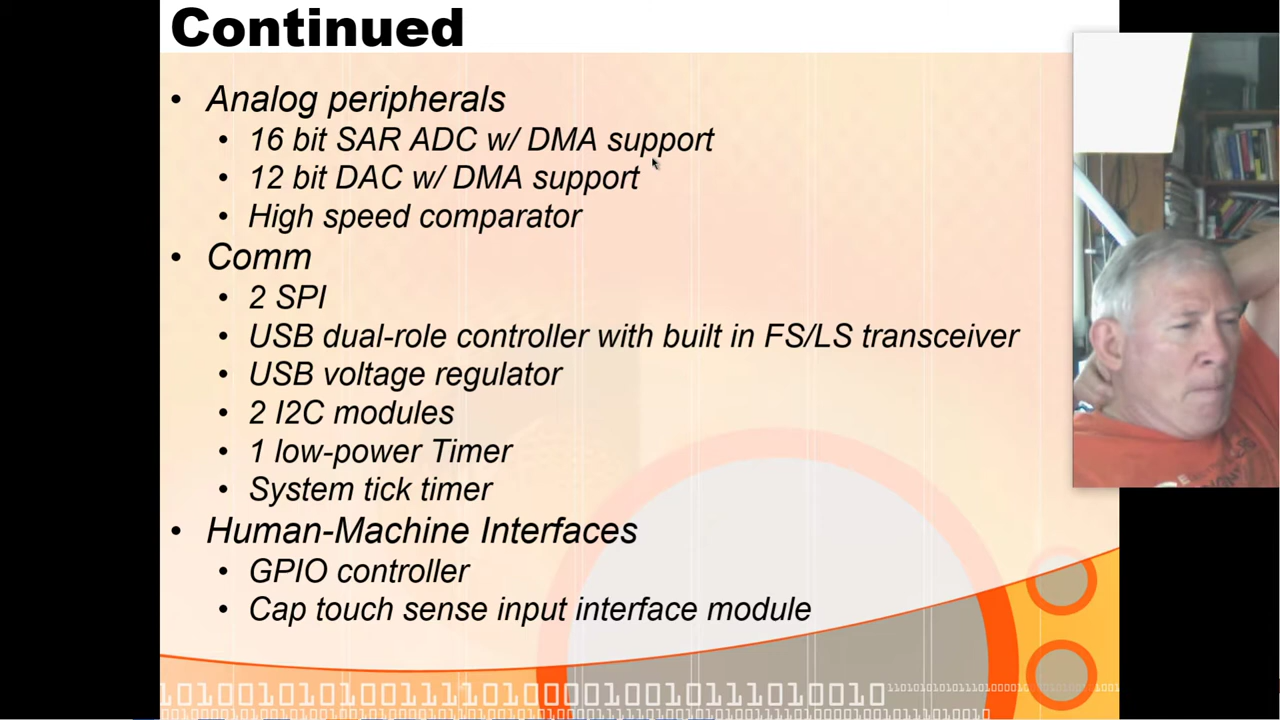 Continued
• Analog peripherals
• 16 bit SAR ADC w/ DMA support
• 12 bit DAC w/ DMA support
• High speed comparator
• Comm
• 2 SPI
• USB dual-role controller with built in FS/LS transceiver
• USB voltage regulator
• 2 I2C modules
• 1 low-power Timer
• System tick timer
• Human-Machine Interfaces
• GPIO controller
• Cap touch sense input interface module